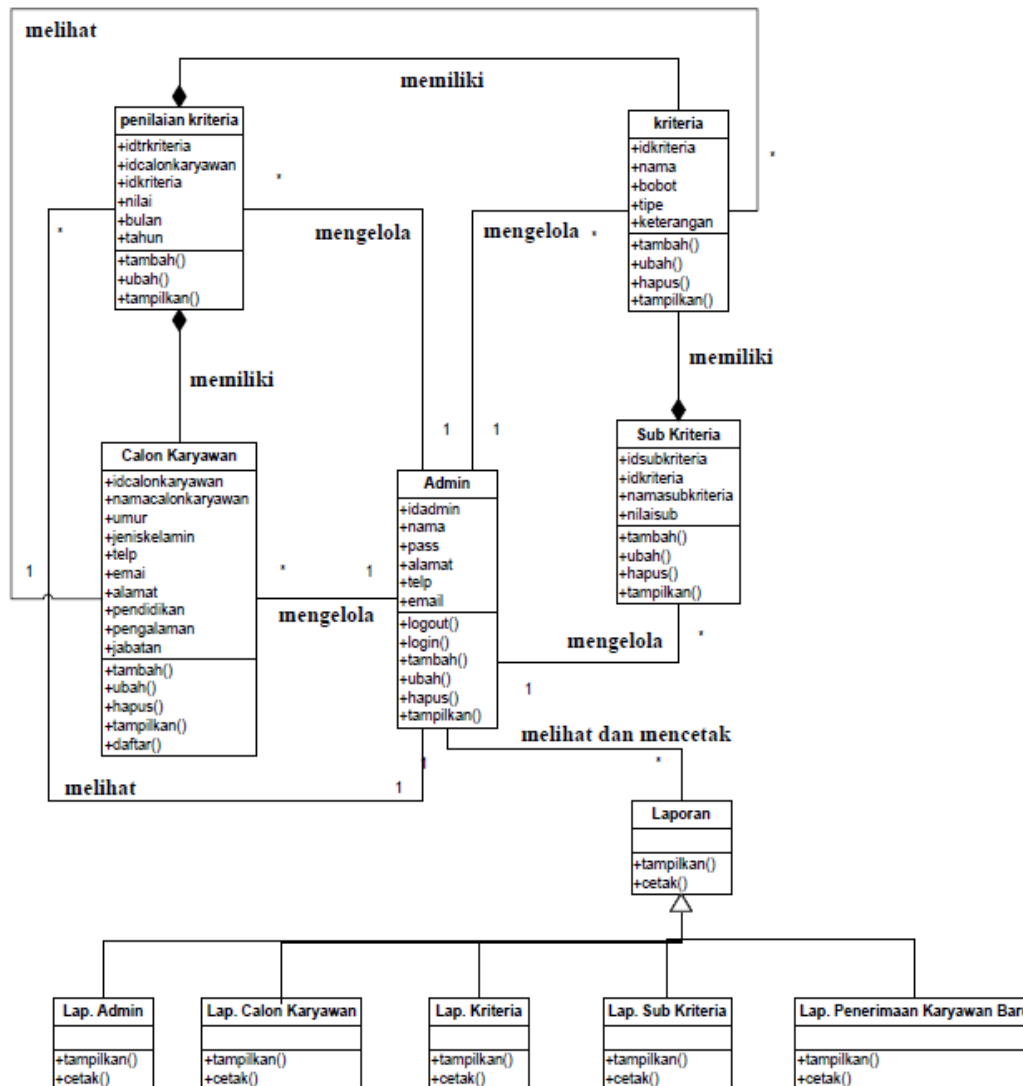 melihat
memiliki
penilaian kriteria
+idtrkriteria
+idcalonkaryawan
+idkriteria
+nilai
+bulan
+tahun
+tambah()
+ubah()
+tampilkan()
kriteria
+idkriteria
+nama
+bobot
+tipe
+keterangan
+tambah()
+ubah()
+hapus()
+tampilkan()
*
*
*
*
mengelola
mengelola
memiliki
memiliki
1
1
Calon Karyawan
+idcalonkaryawan
+namacalonkaryawan
+umur
+jeniskelamin
+telp
+emai
+alamat
+pendidikan
+pengalaman
+jabatan
+tambah()
+ubah()
+hapus()
+tampilkan()
+daftar()
Admin
+idadmin
+nama
+pass
+alamat
+telp
+email
+logout()
+login()
+tambah()
+ubah()
+hapus()
+tampilkan()
Sub Kriteria
+idsubkriteria
+idkriteria
+namasubkriteria
+nilaisub
+tambah()
+ubah()
+hapus()
+tampilkan()
1
*
1
mengelola
mengelola
*
1
melihat dan mencetak
*
1
melihat
1
Laporan
+tampilkan()
+cetak()
Lap. Admin
+tampilkan()
+cetak()
Lap. Calon Karyawan
+tampilkan()
+cetak()
Lap. Kriteria
+tampilkan()
+cetak()
Lap. Sub Kriteria
+tampilkan()
+cetak()
Lap. Penerimaan Karyawan Baru
+tampilkan()
+cetak()